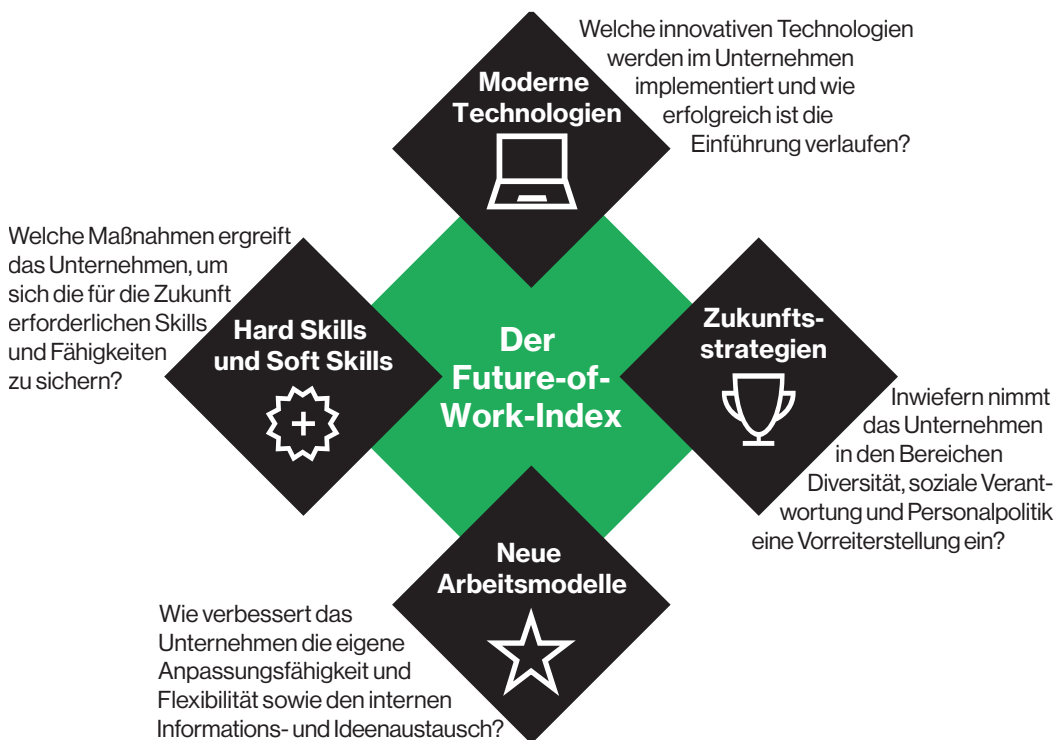 Welche innovativen Technologien
werden im Unternehmen
implementiert und wie
erfolgreich ist die
Einführung verlaufen?
Moderne
Technologien
Welche Maßnahmen ergreift
das Unternehmen, um
sich die für die Zukunft
erforderlichen Skills
und Fähigkeiten
zu sichern?
Hard Skills
und Soft Skills
Der
Future-of-
Work-Index
Zukunfts-
strategien
Inwiefern nimmt
das Unternehmen
in den Bereichen
Diversität, soziale Verant-
wortung und Personalpolitik
eine Vorreiterstellung ein?
Neue
Arbeitsmodelle
Wie verbessert das
Unternehmen die eigene
Anpassungsfähigkeit und
Flexibilität sowie den internen
Informations- und Ideenaustausch?